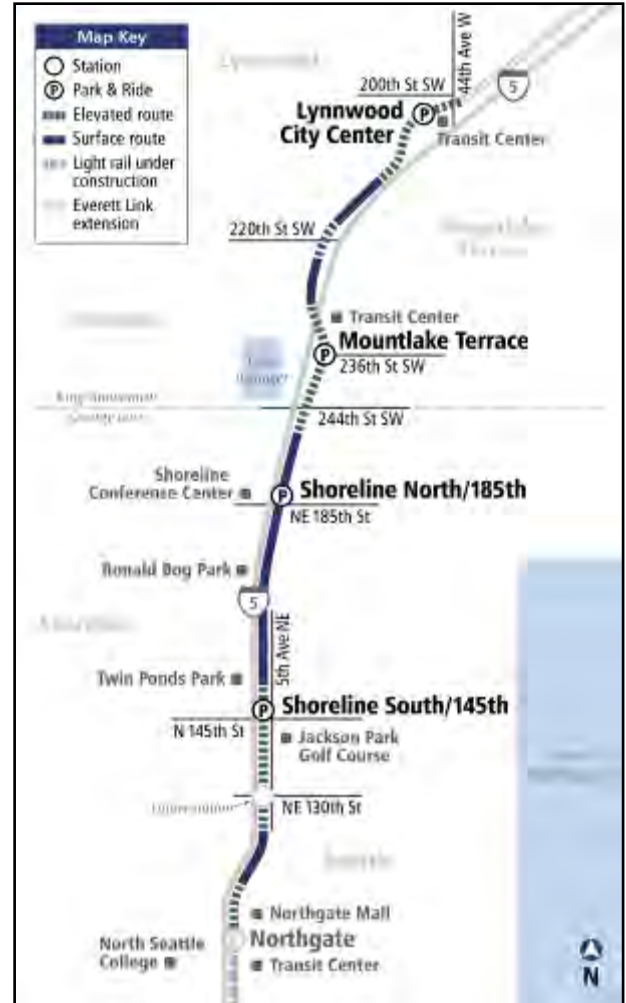 Map Key
Station
P Park & Ride
Elevated route
Surface route
Light rail under
construction
Everett Link
extension
Lynnwood
44th Ave W
200th St SW
5
Lynnwood
City Center
P
Transit Center
220th St SW
Mountlake
Terrace
Transit Center
P
Mountlake Terrace
236th St SW
244th St SW
Shoreline
Conference Center
P
Shoreline North/185th
NE 185th St
Ronald Bog Park
5
5th Ave NE
Twin Ponds Park
P
Shoreline South/145th
N 145th St
Jackson Park
Golf Course
NE 130th St
Seattle
Northgate Mall
Northgate
North Seattle
College
Transit Center
N